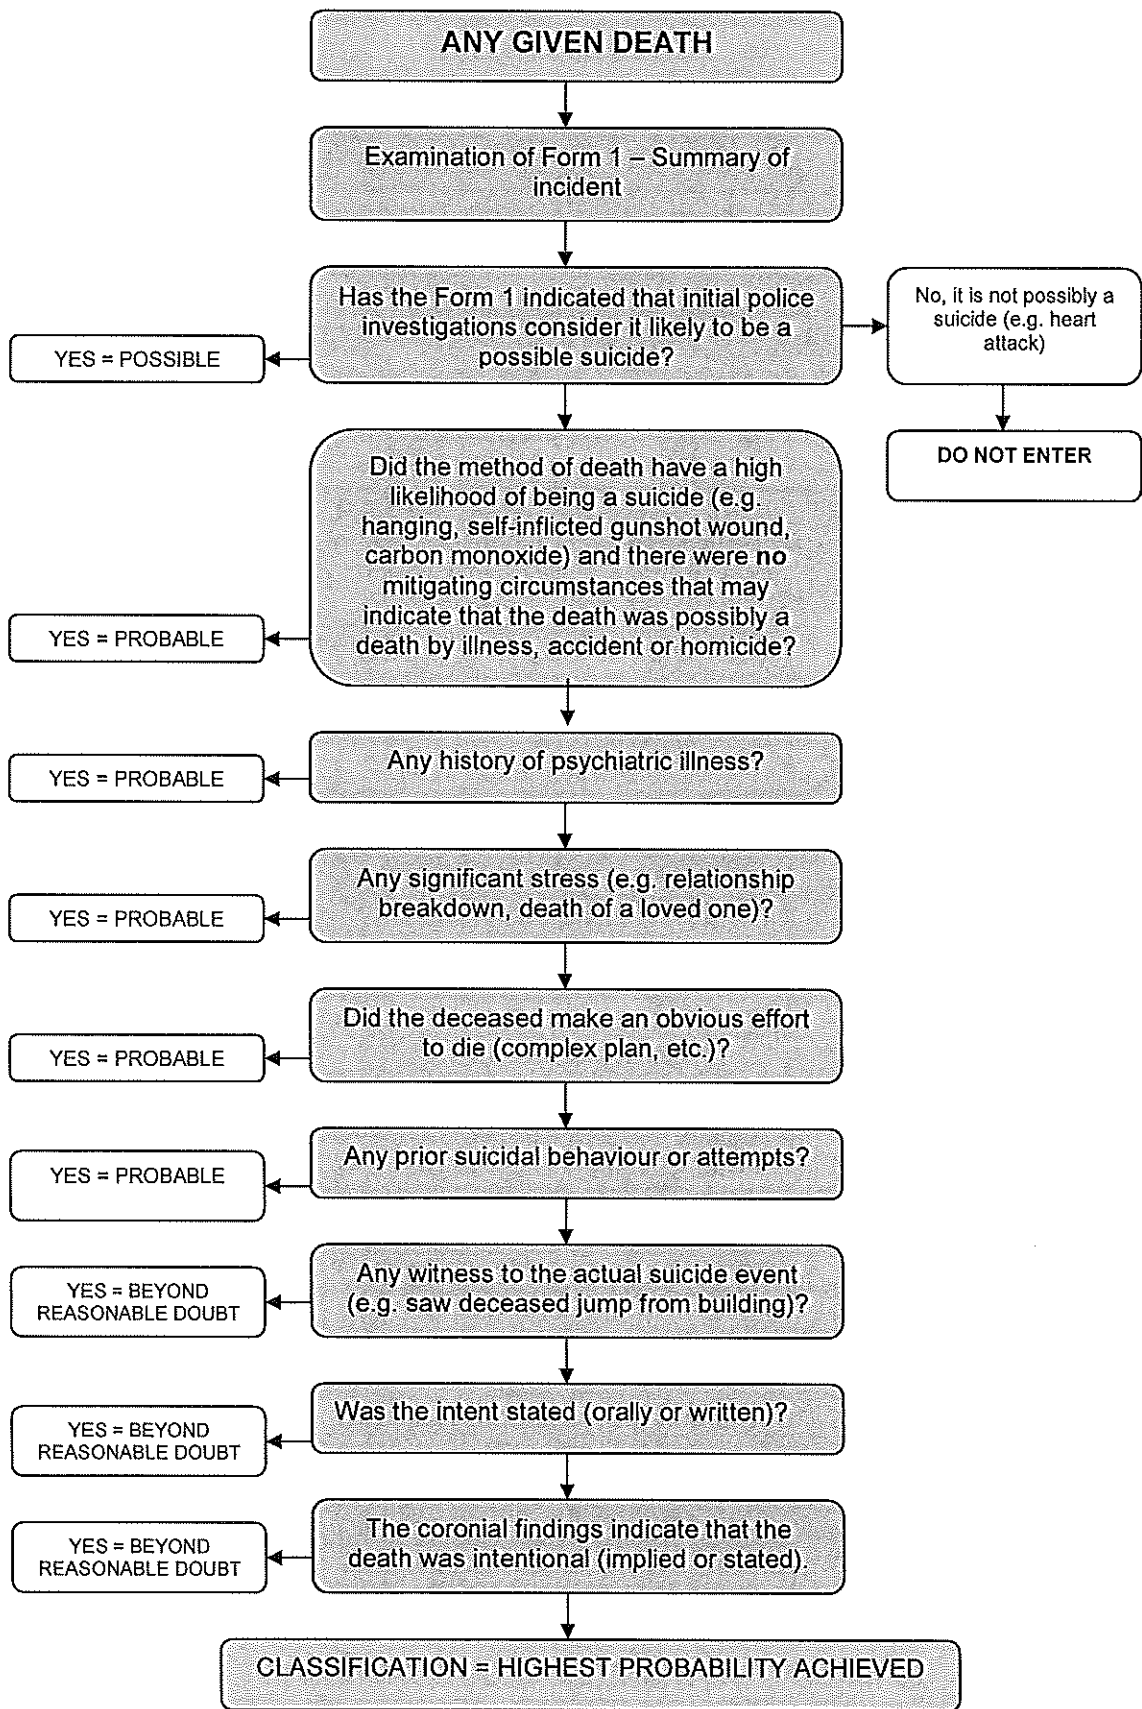 ANY GIVEN DEATH
Examination of Form 1 – Summary of
incident
Has the Form 1 indicated that initial police
investigations consider it likely to be a
possible suicide?
No, it is not possibly a
suicide (e.g. heart
attack)
YES = POSSIBLE
DO NOT ENTER
Did the method of death have a high
likelihood of being a suicide (e.g.
hanging, self-inflicted gunshot wound,
carbon monoxide) and there were no
mitigating circumstances that may
indicate that the death was possibly a
death by illness, accident or homicide?
YES = PROBABLE
Any history of psychiatric illness?
YES = PROBABLE
Any significant stress (e.g. relationship
breakdown, death of a loved one)?
YES = PROBABLE
Did the deceased make an obvious effort
to die (complex plan, etc.)?
YES = PROBABLE
Any prior suicidal behaviour or attempts?
YES = PROBABLE
Any witness to the actual suicide event
(e.g. saw deceased jump from building)?
YES = BEYOND
REASONABLE DOUBT
Was the intent stated (orally or written)?
YES = BEYOND
REASONABLE DOUBT
The coronial findings indicate that the
death was intentional (implied or stated).
YES = BEYOND
REASONABLE DOUBT
CLASSIFICATION = HIGHEST PROBABILITY ACHIEVED